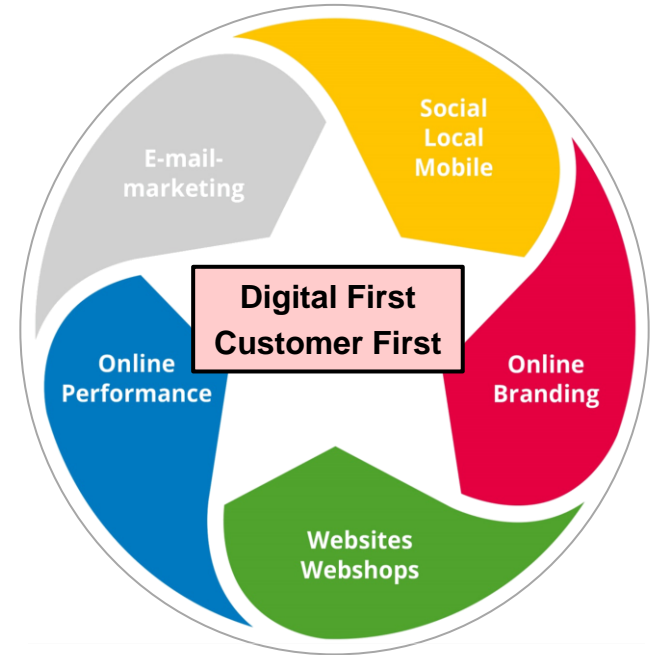 Social
Local
Mobile
E-mail-
marketing
Digital First
Customer First
Online
Performance
Online
Branding
Websites
Webshops